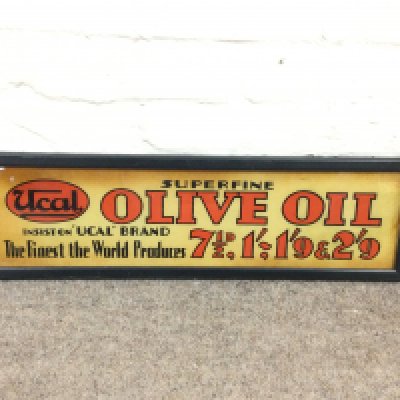 Ucal
SUPERFINE
OLIVE OIL
INSIST ON "UCAL" BRAND
The Finest the World Produces
7½D, 1/-, 1/9 & 2/9